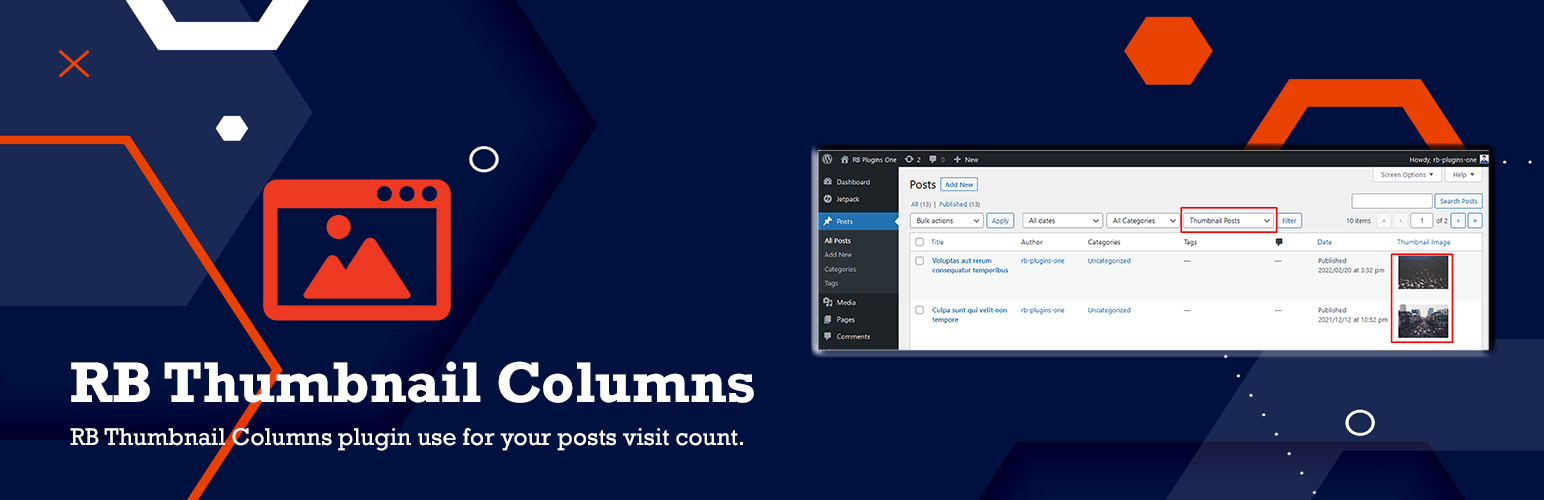 RB Thumbnail Columns
RB Thumbnail Columns plugin use for your posts visit count.
RB Plugins One 2 0 + New Howdy, rb-plugins-one
Screen Options Help
Dashboard
Jetpack
Posts
All Posts
Add New
Categories
Tags
Media
Pages
Comments
Posts Add New
All (13) | Published (13) Search Posts
Bulk actions Apply All dates All Categories Thumbnail Posts Filter 10 items « ‹ 1 of 2 › »
Title Author Categories Tags Date Thumbnail Image
Voluptas aut rerum consequatur temporibus rb-plugins-one Uncategorized — — Published
2022/02/20 at 3:32 pm
Culpa sunt qui velit non tempore rb-plugins-one Uncategorized — — Published
2021/12/12 at 10:52 pm